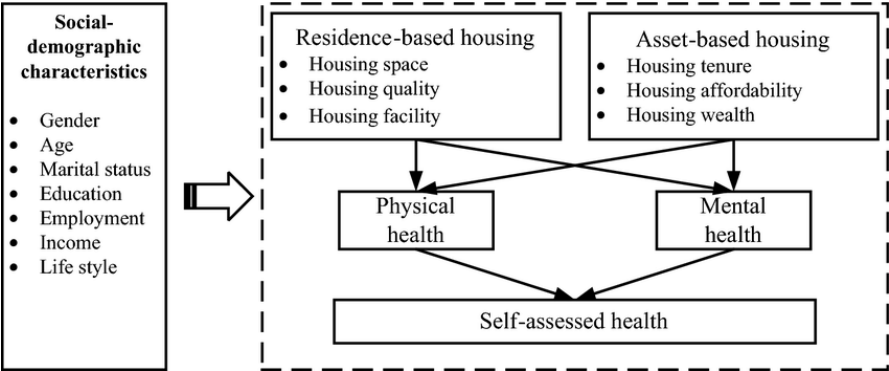 Social-
demographic
characteristics
• Gender
• Age
• Marital status
• Education
• Employment
• Income
• Life style
Residence-based housing
• Housing space
• Housing quality
• Housing facility
Asset-based housing
• Housing tenure
• Housing affordability
• Housing wealth
Physical
health
Mental
health
Self-assessed health